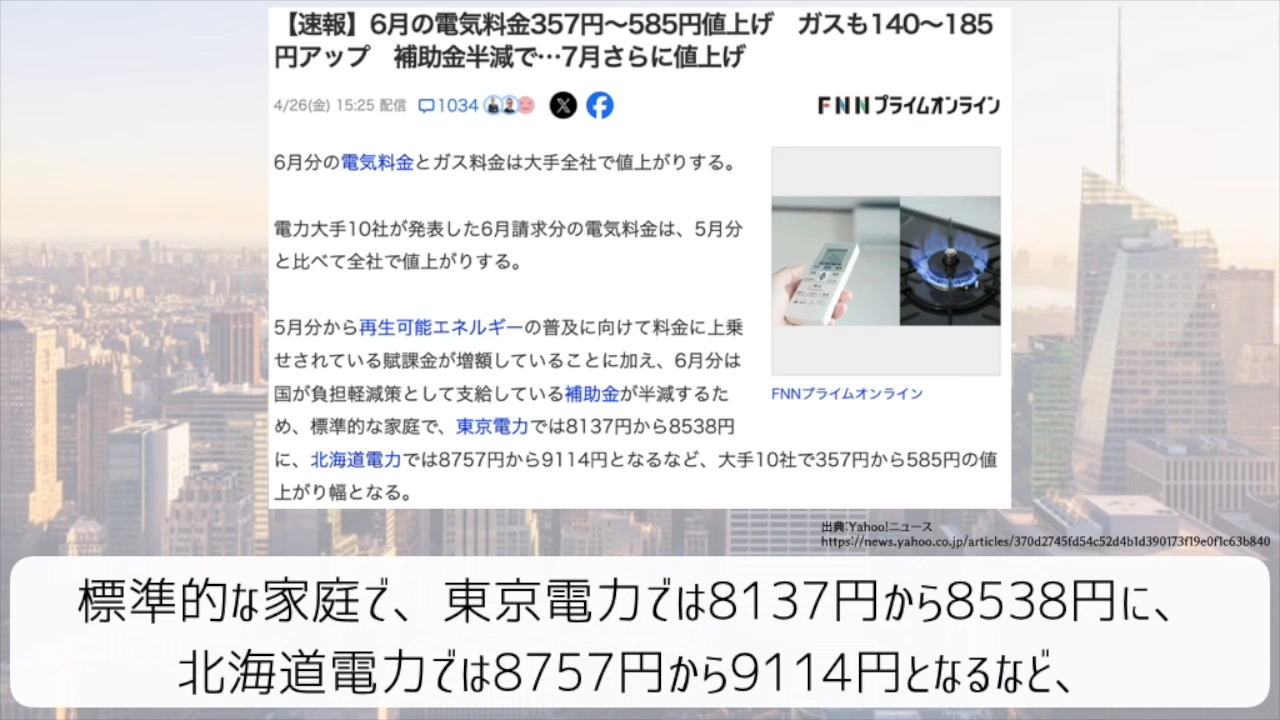 【速報】6月の電気料金357円〜585円値上げ　ガスも140〜185
円アップ　補助金半減で…7月さらに値上げ
4/26(金) 15:25 配信 1034
FNNプライムオンライン
6月分の電気料金とガス料金は大手全社で値上がりする。
電力大手10社が発表した6月請求分の電気料金は、5月分
と比べて全社で値上がりする。
5月分から再生可能エネルギーの普及に向けて料金に上乗
せされている賦課金が増額していることに加え、6月分は
国が負担軽減策として支給している補助金が半減するた
め、標準的な家庭で、東京電力では8137円から8538円
に、北海道電力では8757円から9114円となるなど、大手10社で357円から585円の値
上がり幅となる。
FNNプライムオンライン
出典:Yahoo!ニュース
https://news.yahoo.co.jp/articles/370d2745fd54c52d4b1d390173f19e0f1c63b840
標準的な家庭で、東京電力では8137円から8538円に、
北海道電力では8757円から9114円となるなど、